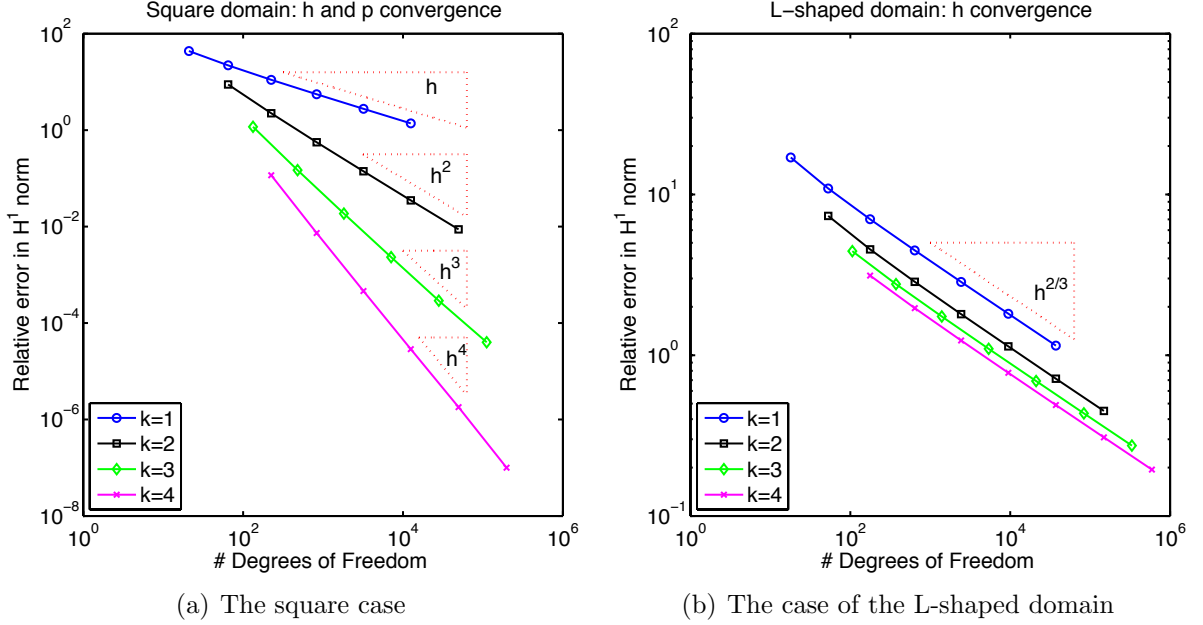 Square domain: h and p convergence
10^2
10^0
10^-2
10^-4
10^-6
10^-8
Relative error in H^1 norm
h
h^2
h^3
h^4
k=1
k=2
k=3
k=4
10^0
10^2
10^4
10^6
# Degrees of Freedom
(a) The square case
L-shaped domain: h convergence
10^2
10^1
10^0
10^-1
Relative error in H^1 norm
h^2/3
k=1
k=2
k=3
k=4
10^0
10^2
10^4
10^6
# Degrees of Freedom
(b) The case of the L-shaped domain